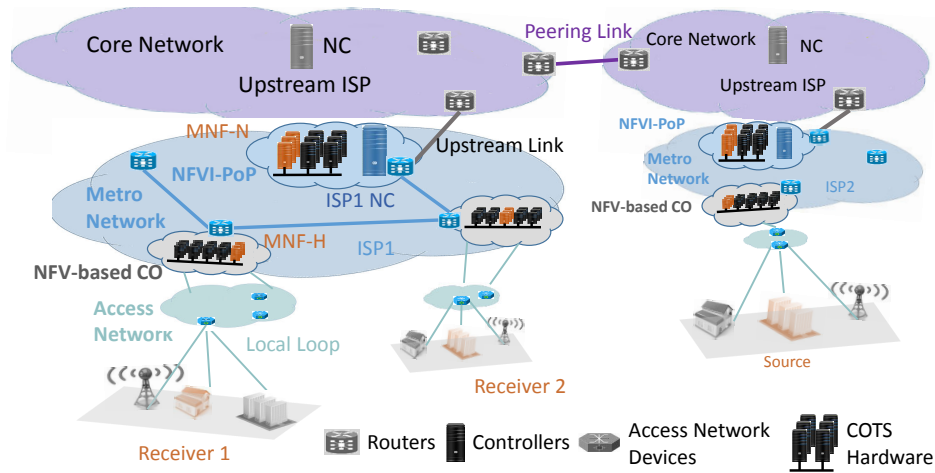 Core Network
NC
Upstream ISP
Peering Link
Core Network
NC
Upstream ISP
MNF-N
NFVI-PoP
ISP1 NC
Upstream Link
Metro
Network
MNF-H
ISP1
NFV-based CO
Access
Network
Local Loop
Receiver 1
Receiver 2
NFVI-PoP
Metro
Network
ISP2
NFV-based CO
Source
Routers
Controllers
Access Network
Devices
COTS
Hardware